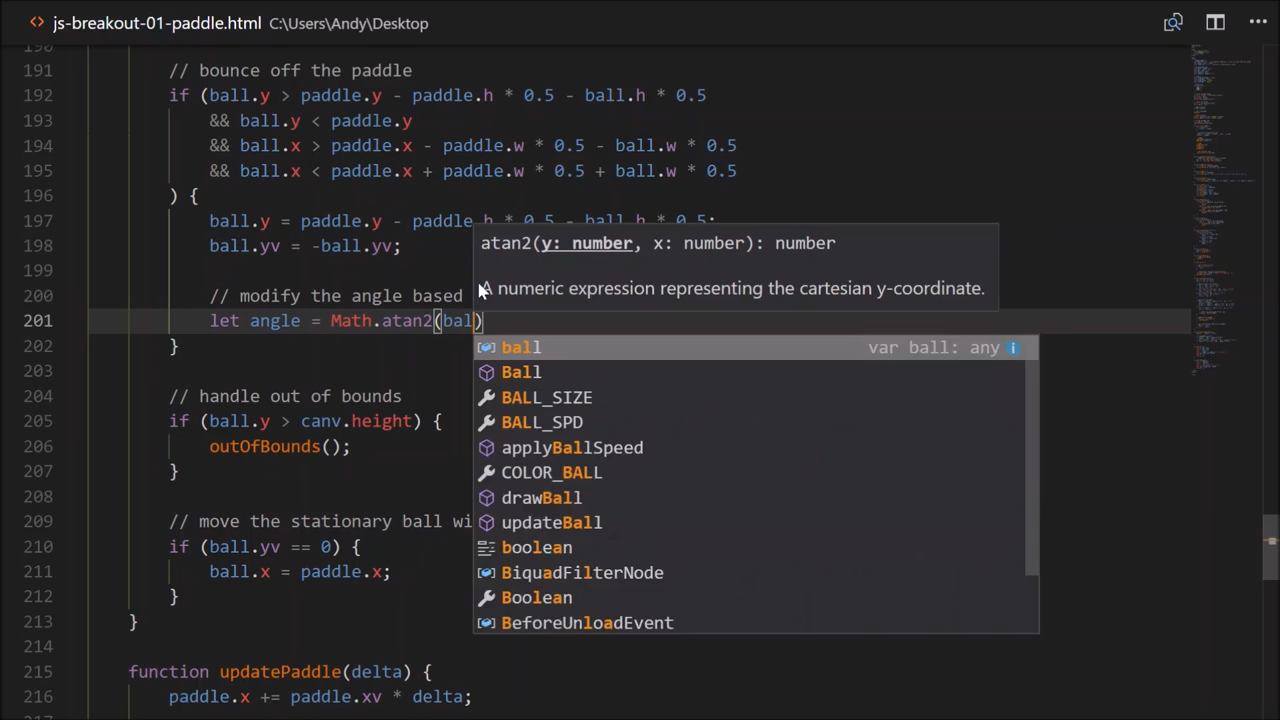 js-breakout-01-paddle.html C:\Users\Andy\Desktop
190
191 // bounce off the paddle
192 if (ball.y > paddle.y - paddle.h * 0.5 - ball.h * 0.5
193 && ball.y < paddle.y
194 && ball.x > paddle.x - paddle.w * 0.5 - ball.w * 0.5
195 && ball.x < paddle.x + paddle.w * 0.5 + ball.w * 0.5
196 ) {
197 ball.y = paddle.y - paddle.h * 0.5 - ball.h * 0.5;
198 ball.yv = -ball.yv;
atan2(y: number, x: number): number
199
A numeric expression representing the cartesian y-coordinate.
200 // modify the angle based
201 let angle = Math.atan2(bal)
202 }
ball var ball: any
Ball
203
BALL_SIZE
204 // handle out of bounds
205 if (ball.y > canv.height) {
BALL_SPD
206 outOfBounds();
applyBallSpeed
207 }
COLOR_BALL
208
drawBall
209 // move the stationary ball wi
updateBall
210 if (ball.yv == 0) {
boolean
211 ball.x = paddle.x;
BiquadFilterNode
212 }
Boolean
213 }
BeforeUnloadEvent
214
215 function updatePaddle(delta) {
216 paddle.x += paddle.xv * delta;